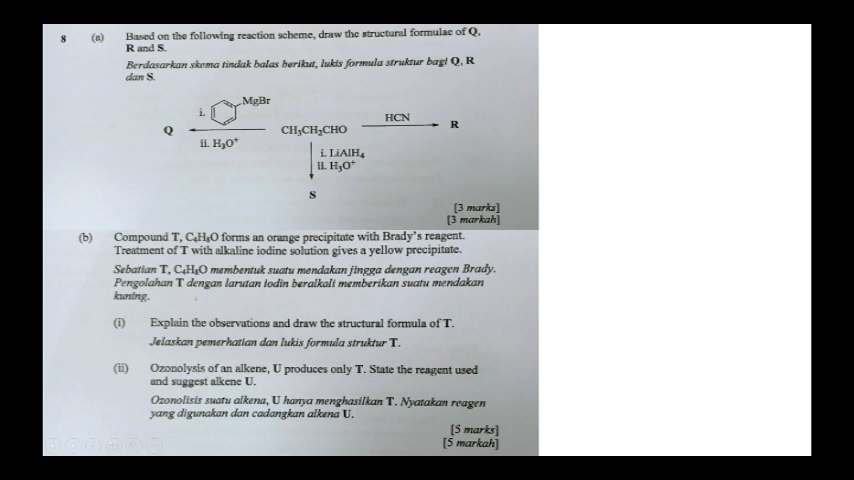 8 (a) Based on the following reaction scheme, draw the structural formulae of Q,
R and S.
Berdasarkan skema tindak balas berikut, lukis formula struktur bagi Q, R
dan S.
MgBr
i.
HCN
Q
CH₃CH₂CHO
R
ii. H₃O⁺
i. LiAlH₄
ii. H₃O⁺
S
[3 marks]
[3 markah]
(b) Compound T, C₄H₈O forms an orange precipitate with Brady's reagent.
Treatment of T with alkaline iodine solution gives a yellow precipitate.
Sebatian T, C₄H₈O membentuk suatu mendakan jingga dengan reagen Brady.
Pengolahan T dengan larutan iodin beralkali memberikan suatu mendakan
kuning.
(i) Explain the observations and draw the structural formula of T.
Jelaskan pemerhatian dan lukis formula struktur T.
(ii) Ozonolysis of an alkene, U produces only T. State the reagent used
and suggest alkene U.
Ozonolisis suatu alkena, U hanya menghasilkan T. Nyatakan reagen
yang digunakan dan cadangkan alkena U.
[5 marks]
[5 markah]